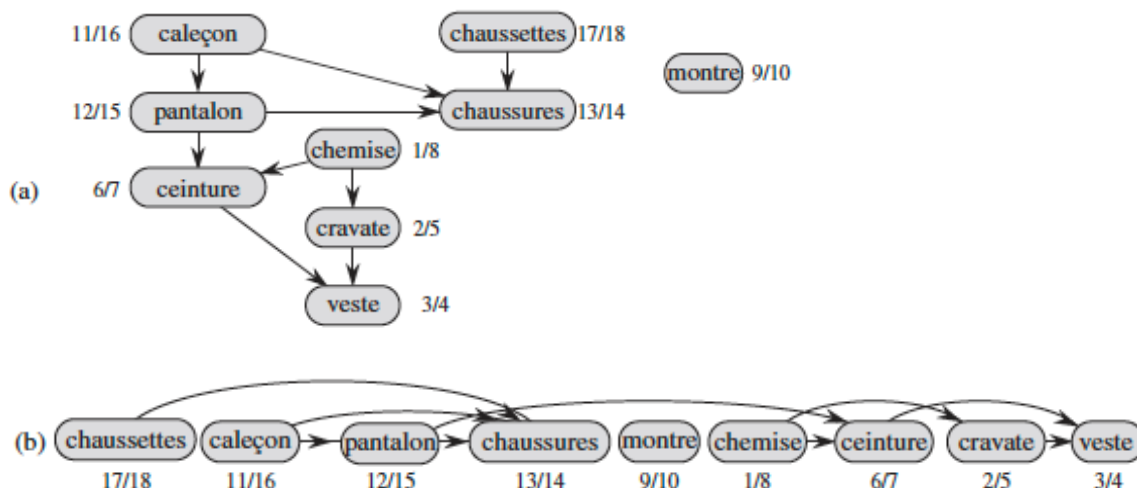 11/16 caleçon chaussettes 17/18
montre 9/10
12/15 pantalon chaussures 13/14
chemise 1/8
(a) 6/7 ceinture
cravate 2/5
veste 3/4
(b) chaussettes caleçon pantalon chaussures montre chemise ceinture cravate veste
17/18 11/16 12/15 13/14 9/10 1/8 6/7 2/5 3/4